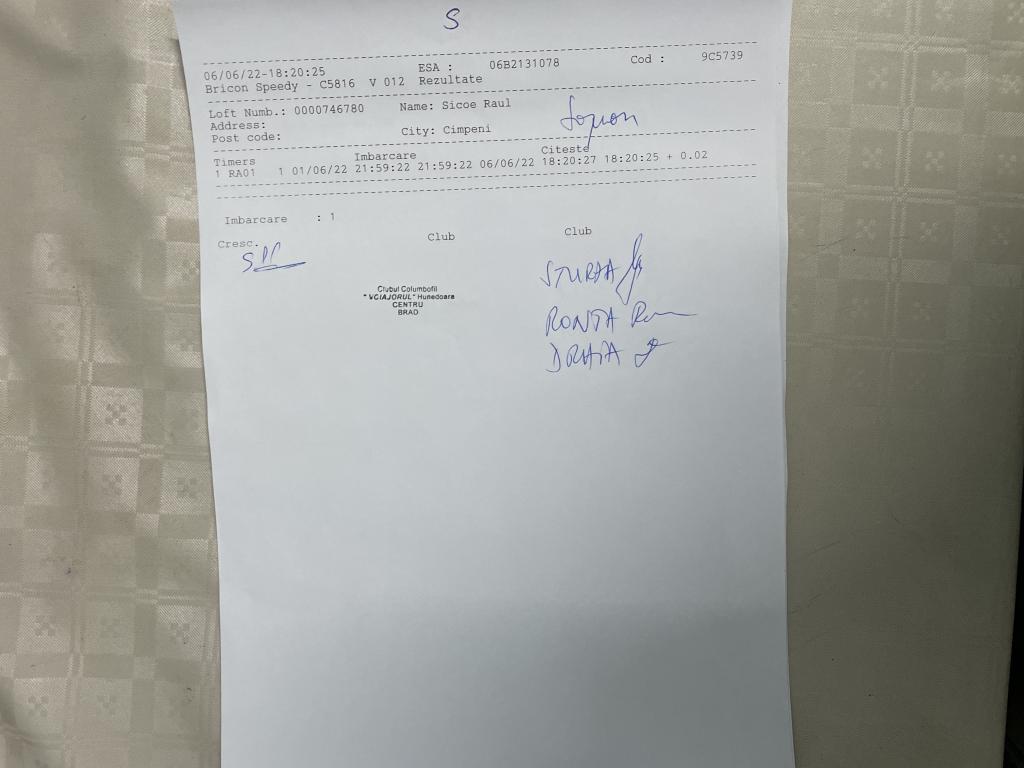 S
06/06/22-18:20:25 ESA : 06B2131078 Cod : 9C5739
Bricon Speedy - C5816 V 012 Rezultate
Loft Numb.: 0000746780 Name: Sicoe Raul
Address:
Post code: City: Cimpeni
Timers Imbarcare Citeste
1 RA01 1 01/06/22 21:59:22 21:59:22 06/06/22 18:20:27 18:20:25 + 0.02
Imbarcare : 1
Cresc. Club Club
Clubul Columbofil
"VOIAJORUL" Hunedoara
CENTRU
BRAD
RONTA